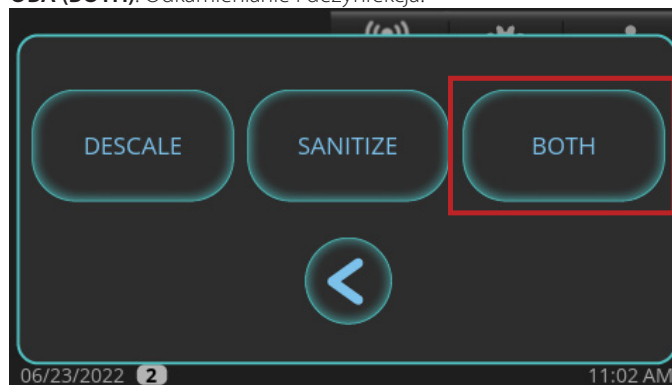 OBA (BOTH): Odkamienianie i dezynfekcja.
DESCALE SANITIZE BOTH
06/23/2022 2 11:02 AM